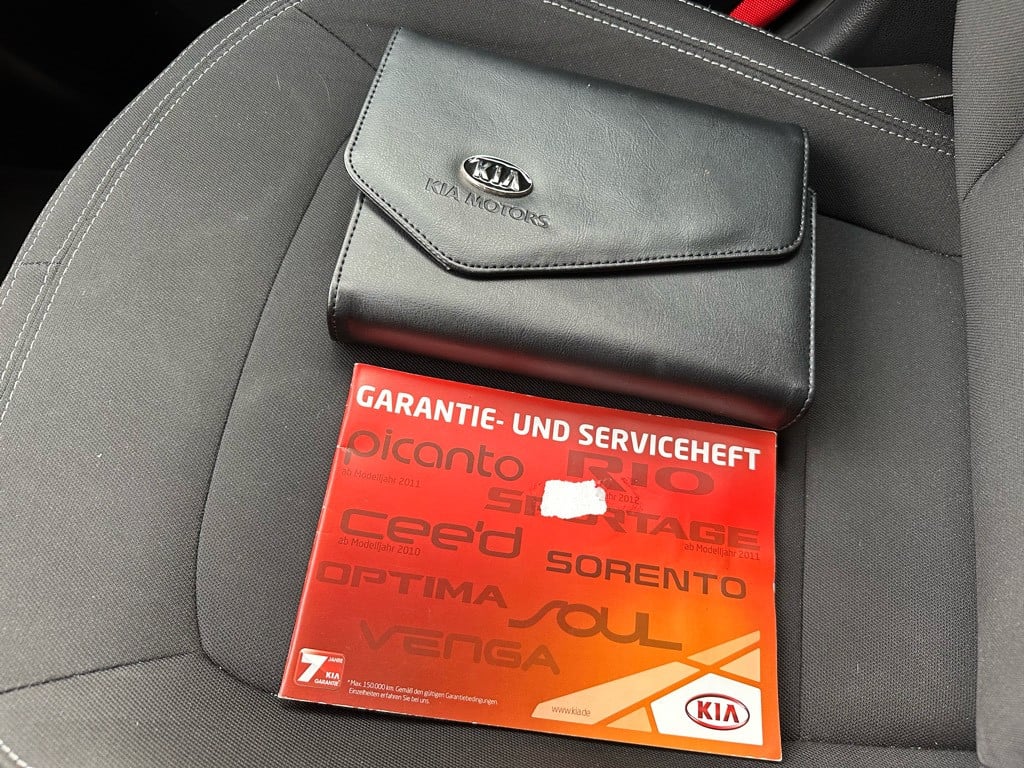 KIA
KIA MOTORS
GARANTIE- UND SERVICEHEFT
picanto
ab Modelljahr 2011
RIO
hr 2012
SPORTAGE
ab Modelljahr 2011
cee'd
ab Modelljahr 2010
SORENTO
OPTIMA
SOUL
VENGA
7 JAHRE
KIA
GARANTIE*
*Max. 150.000 km. Gemäß den gültigen Garantiebedingungen.
Einzelheiten erfahren Sie bei uns.
www.kia.de
KIA